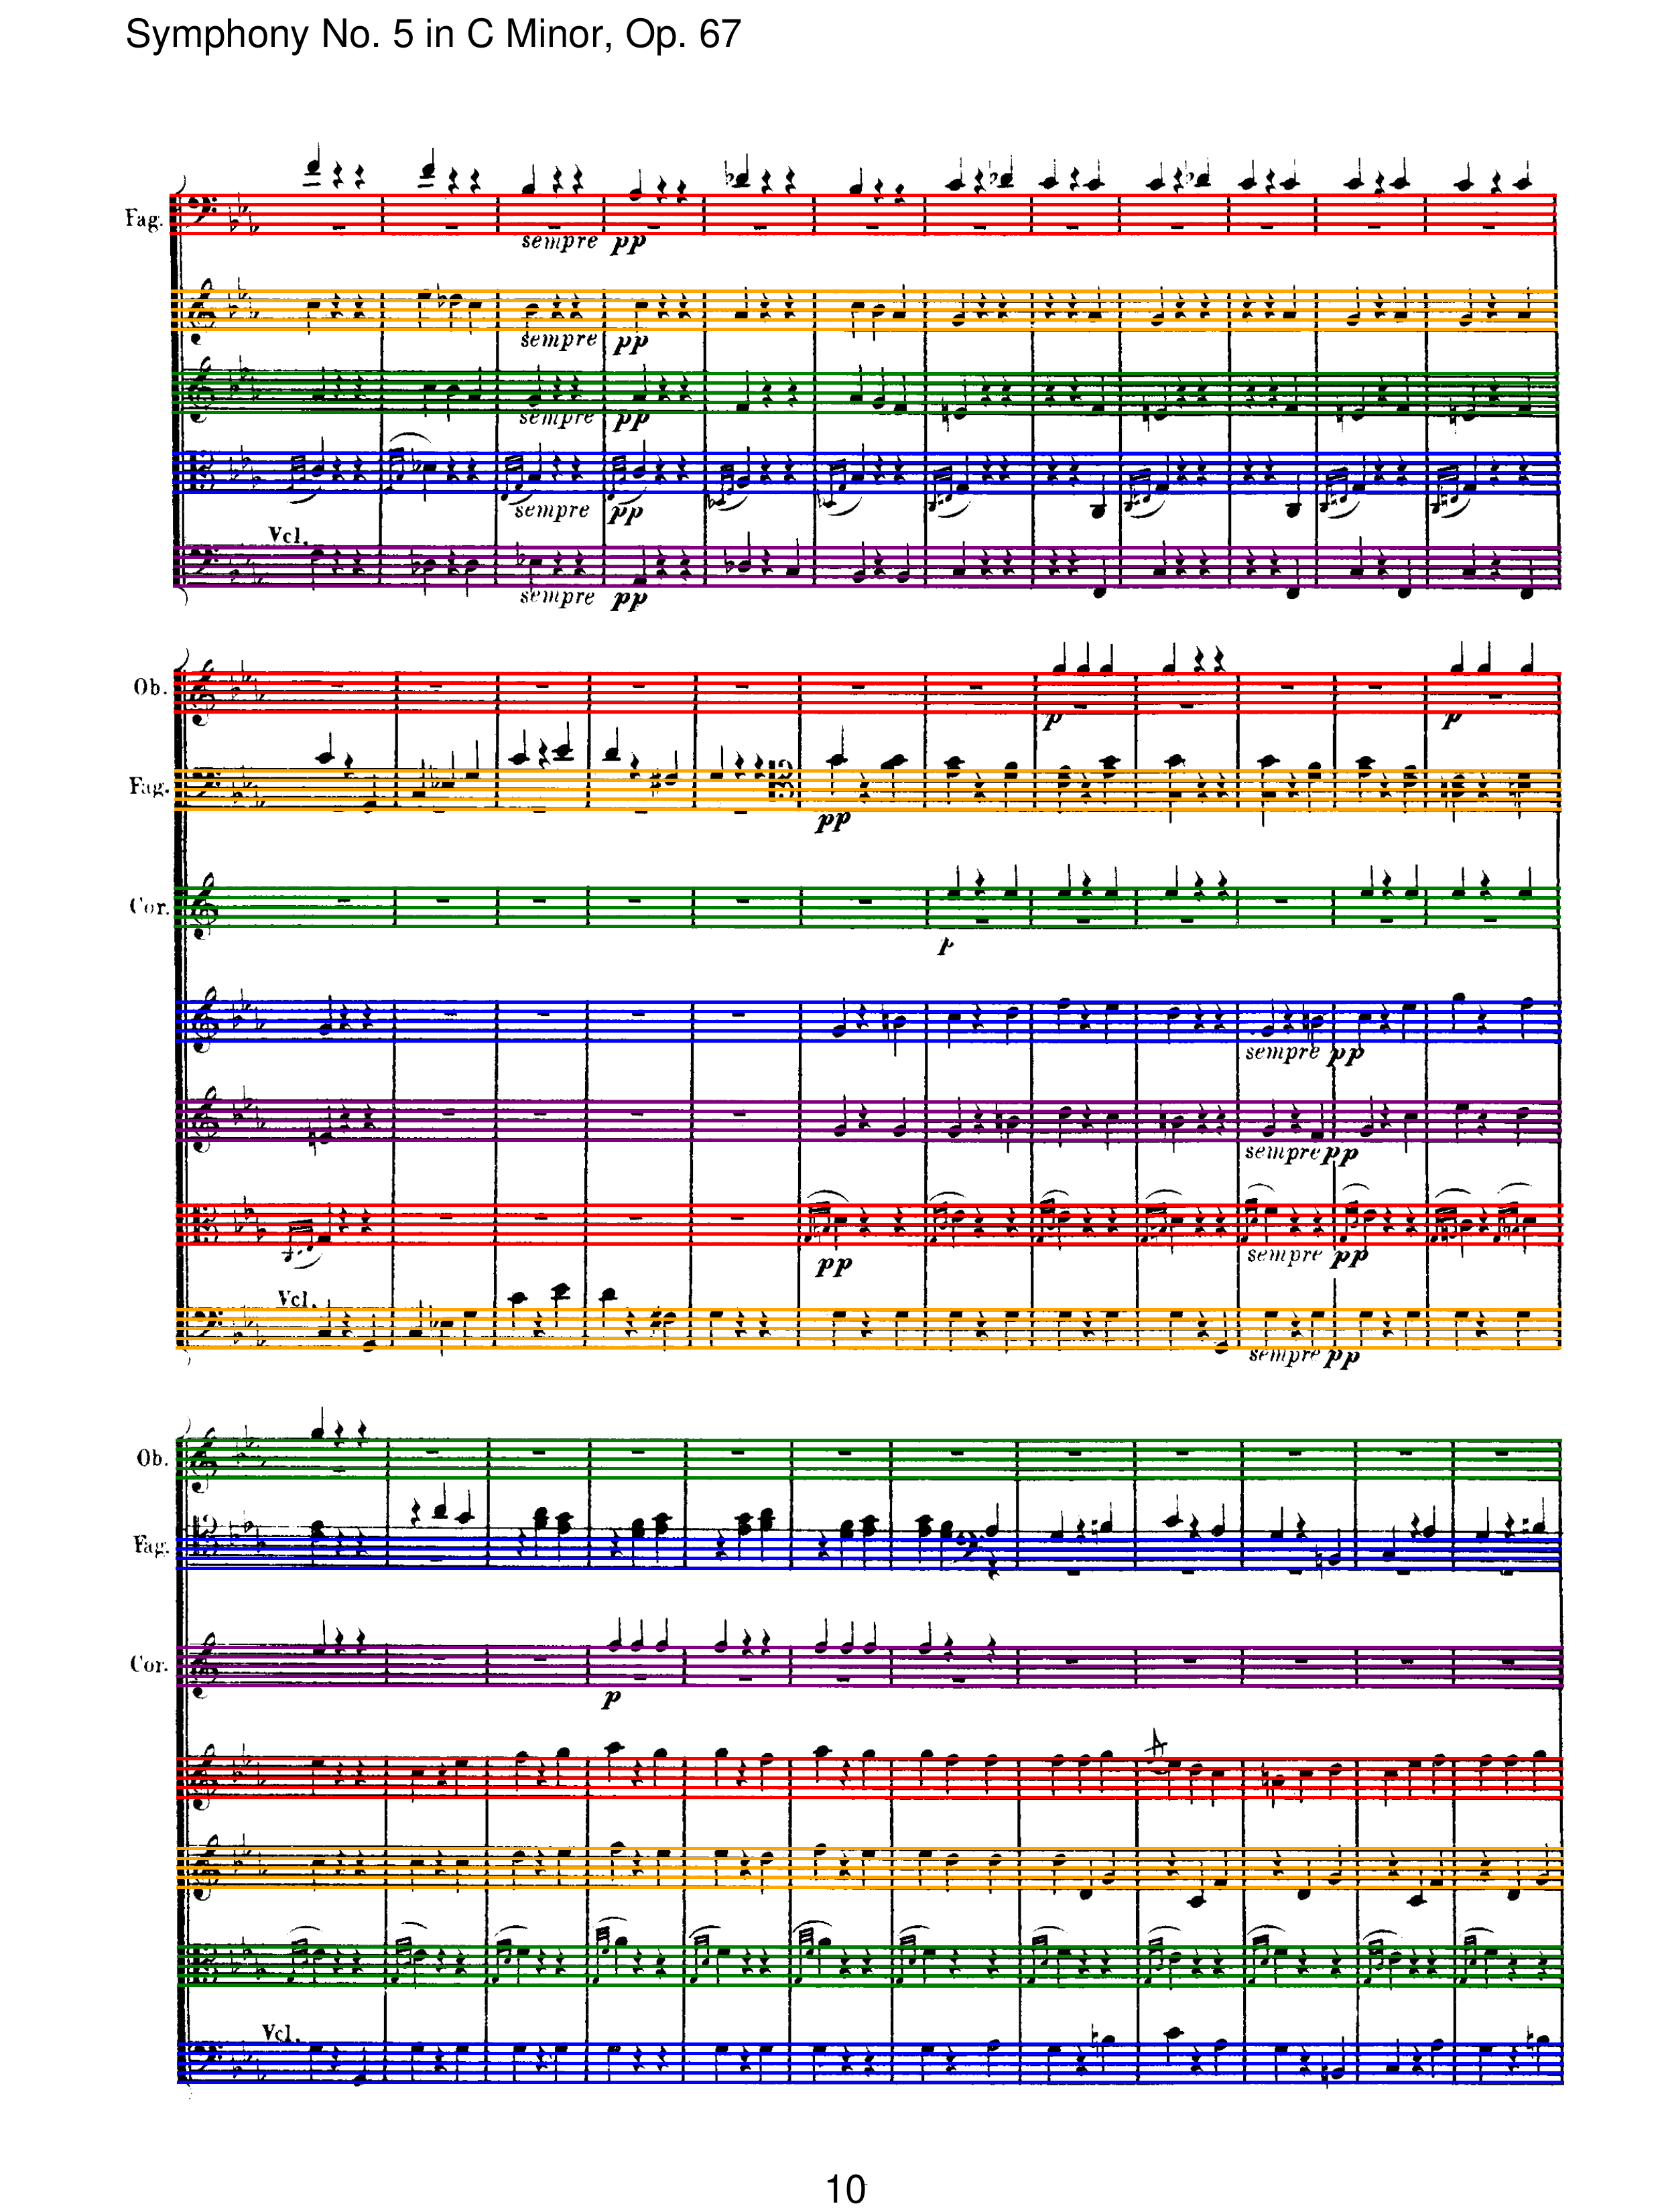 Symphony No. 5 in C Minor, Op. 67
Fag.
sempre pp
sempre pp
sempre pp
sempre pp
Vcl.
sempre pp
Ob.
p p
Fag.
pp
Cor.
p
sempre pp
sempre pp
pp sempre pp
Vcl.
sempre pp
Ob.
Fag.
Cor.
p
Vcl.
10